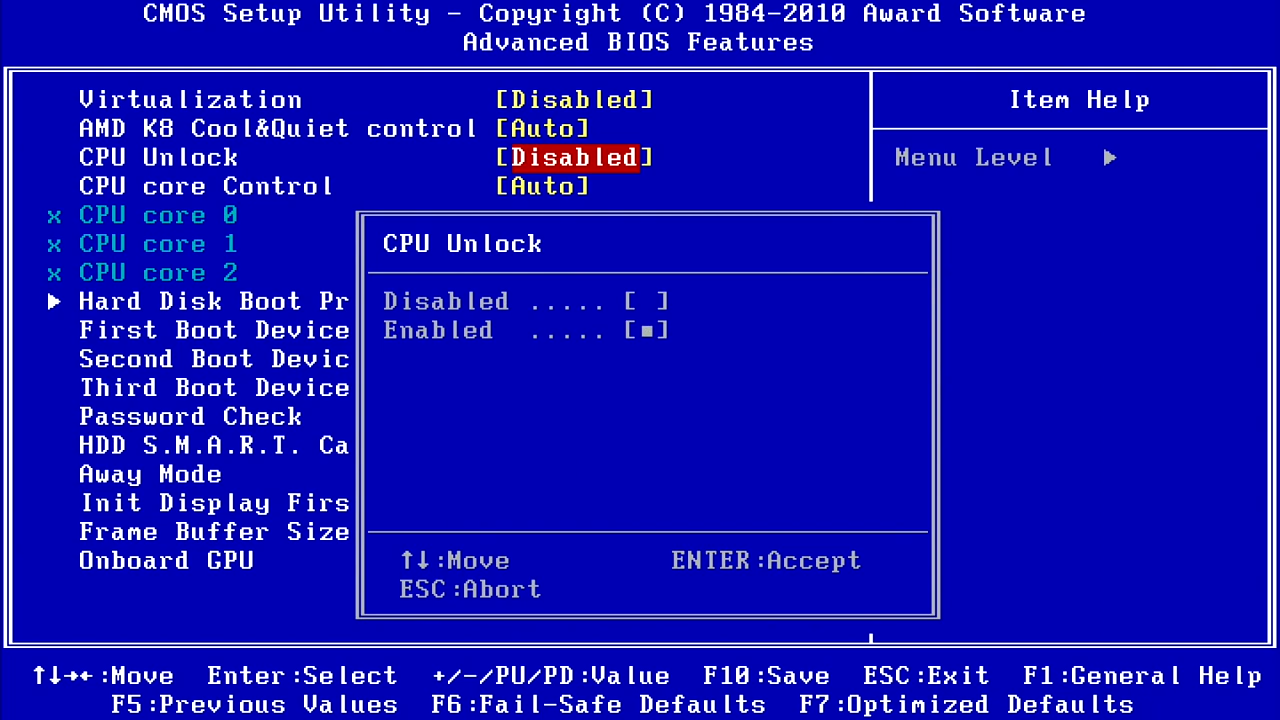 CMOS Setup Utility - Copyright (C) 1984-2010 Award Software
Advanced BIOS Features
Virtualization [Disabled]
AMD K8 Cool&Quiet control [Auto]
CPU Unlock [Disabled]
CPU core Control [Auto]
x CPU core 0
x CPU core 1
x CPU core 2
▶ Hard Disk Boot Pr
First Boot Device
Second Boot Devic
Third Boot Device
Password Check
HDD S.M.A.R.T. Ca
Away Mode
Init Display Firs
Frame Buffer Size
Onboard GPU
Item Help
Menu Level ▶
CPU Unlock
Disabled ..... [ ]
Enabled ..... [■]
↑↓:Move ENTER:Accept
ESC:Abort
↑↓→←:Move Enter:Select +/-/PU/PD:Value F10:Save ESC:Exit F1:General Help
F5:Previous Values F6:Fail-Safe Defaults F7:Optimized Defaults